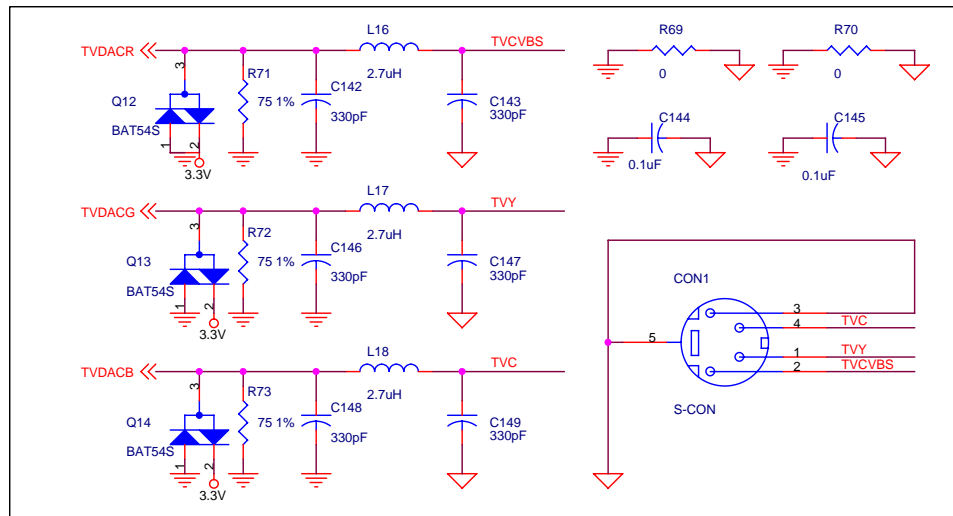 L16
TVDACR
TVCVBS
3
R71
2.7uH
C142
75 1%
330pF
C143
330pF
Q12
BAT54S
1
2
3.3V
R69
0
R70
0
C144
0.1uF
C145
0.1uF
L17
TVDACG
TVY
3
R72
2.7uH
C146
75 1%
330pF
C147
330pF
Q13
BAT54S
1
2
3.3V
L18
TVDACB
TVC
3
R73
2.7uH
C148
75 1%
330pF
C149
330pF
Q14
BAT54S
1
2
3.3V
CON1
3
4
TVC
5
1
TVY
2
TVCVBS
S-CON